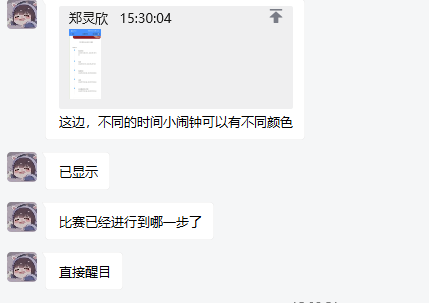 郑灵欣 15:30:04
这边，不同的时间小闹钟可以有不同颜色
已显示
比赛已经进行到哪一步了
直接醒目